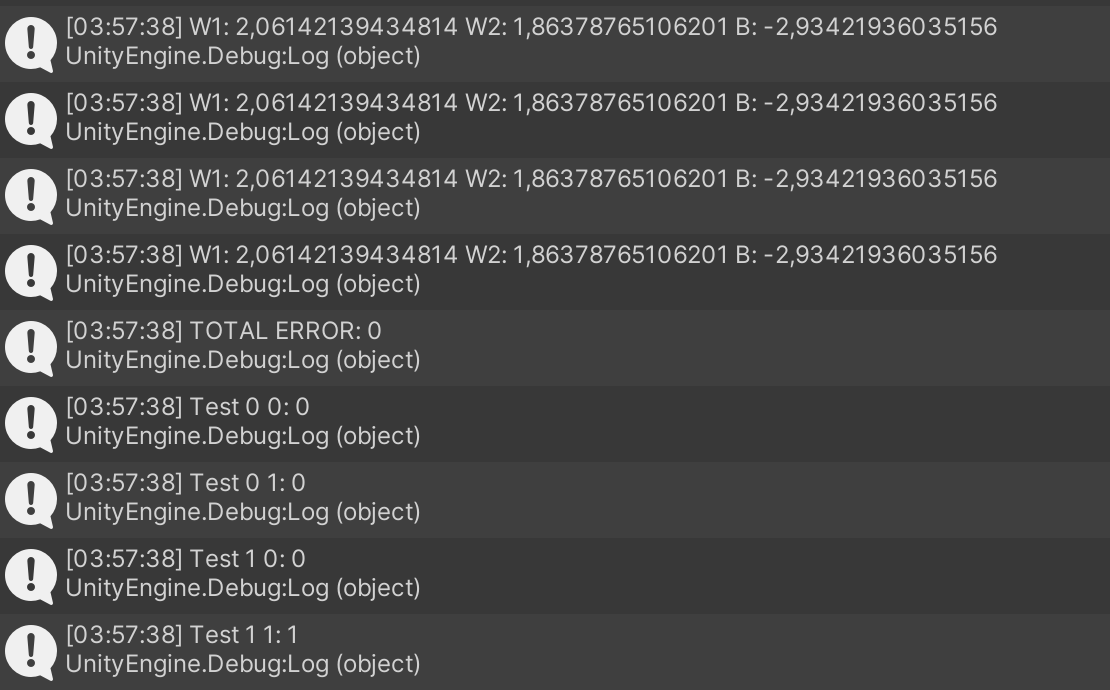 [03:57:38] W1: 2,06142139434814 W2: 1,86378765106201 B: -2,93421936035156
UnityEngine.Debug:Log (object)
[03:57:38] W1: 2,06142139434814 W2: 1,86378765106201 B: -2,93421936035156
UnityEngine.Debug:Log (object)
[03:57:38] W1: 2,06142139434814 W2: 1,86378765106201 B: -2,93421936035156
UnityEngine.Debug:Log (object)
[03:57:38] W1: 2,06142139434814 W2: 1,86378765106201 B: -2,93421936035156
UnityEngine.Debug:Log (object)
[03:57:38] TOTAL ERROR: 0
UnityEngine.Debug:Log (object)
[03:57:38] Test 0 0: 0
UnityEngine.Debug:Log (object)
[03:57:38] Test 0 1: 0
UnityEngine.Debug:Log (object)
[03:57:38] Test 1 0: 0
UnityEngine.Debug:Log (object)
[03:57:38] Test 1 1: 1
UnityEngine.Debug:Log (object)